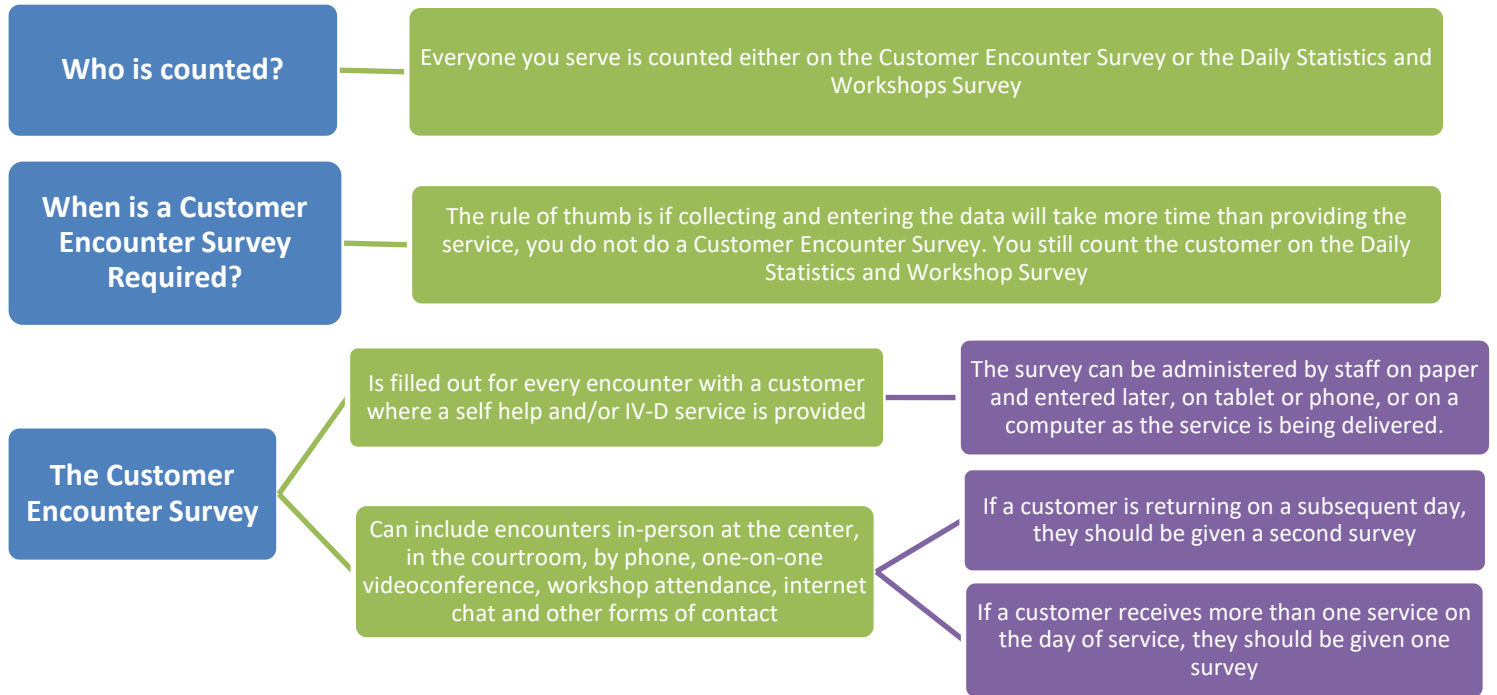 Who is counted?
Everyone you serve is counted either on the Customer Encounter Survey or the Daily Statistics and
Workshops Survey
When is a Customer
Encounter Survey
Required?
The rule of thumb is if collecting and entering the data will take more time than providing the
service, you do not do a Customer Encounter Survey. You still count the customer on the Daily
Statistics and Workshop Survey
The Customer
Encounter Survey
Is filled out for every encounter with a customer
where a self help and/or IV-D service is provided
The survey can be administered by staff on paper
and entered later, on tablet or phone, or on a
computer as the service is being delivered.
Can include encounters in-person at the center,
in the courtroom, by phone, one-on-one
videoconference, workshop attendance, internet
chat and other forms of contact
If a customer is returning on a subsequent day,
they should be given a second survey
If a customer receives more than one service on
the day of service, they should be given one
survey